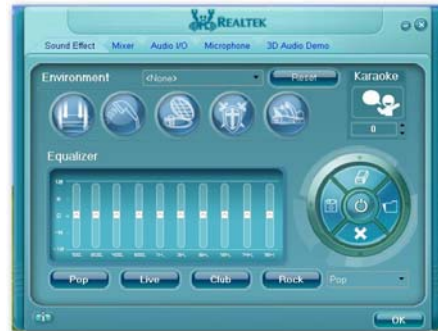 REALTEK
Sound Effect Mixer Audio I/O Microphone 3D Audio Demo
Environment <None> Reset Karaoke
0
Equalizer
Pop Live Club Rock Pop
OK